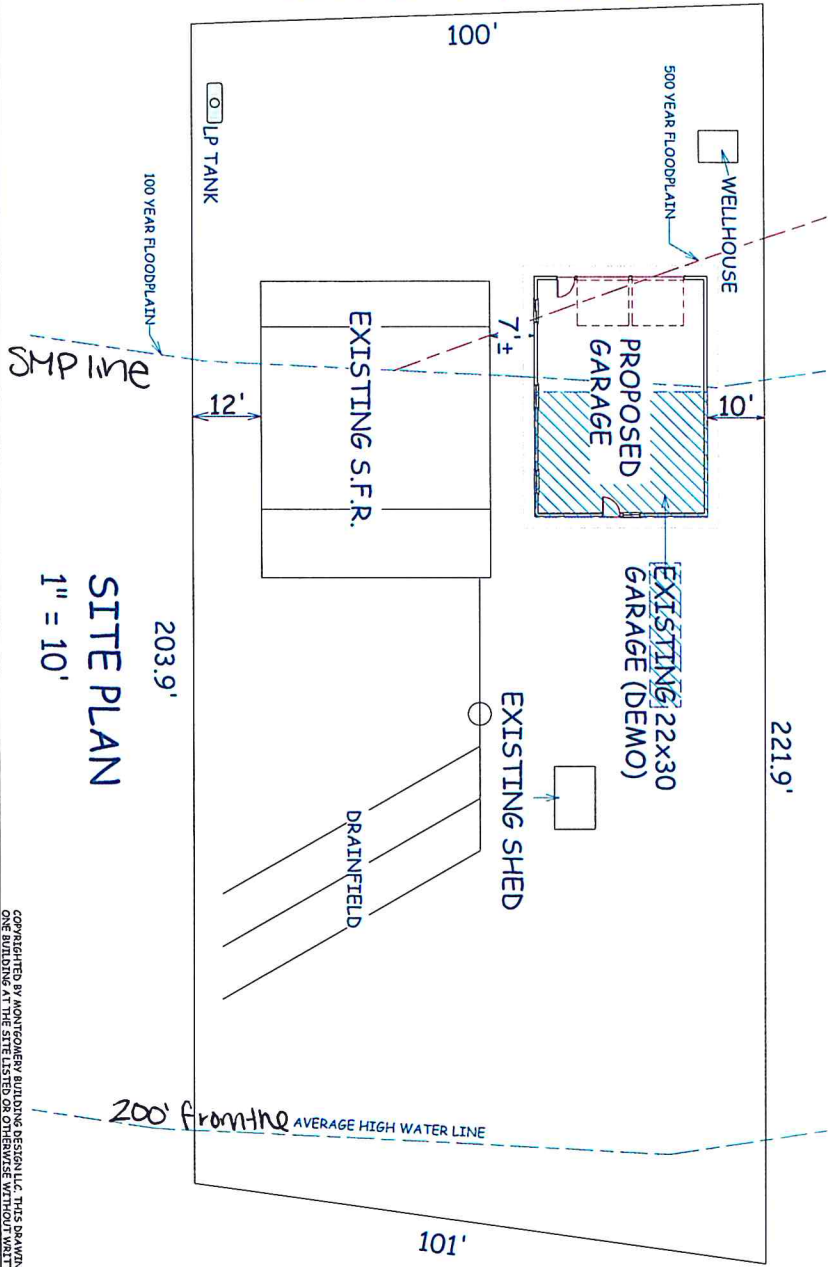 100'
LP TANK
500 YEAR FLOODPLAIN
WELLHOUSE
100 YEAR FLOODPLAIN
SMP line
12'
EXISTING S.F.R.
7'±
PROPOSED
GARAGE
10'
EXISTING 22x30
GARAGE (DEMO)
221.9'
203.9'
SITE PLAN
1" = 10'
EXISTING SHED
DRAINFIELD
200' from the AVERAGE HIGH WATER LINE
101'
COPYRIGHTED BY MONTGOMERY BUILDING DESIGN LLC. THIS
ONE BUILDING AT THE SITE LISTED OR OTHERWISE WITHOUT